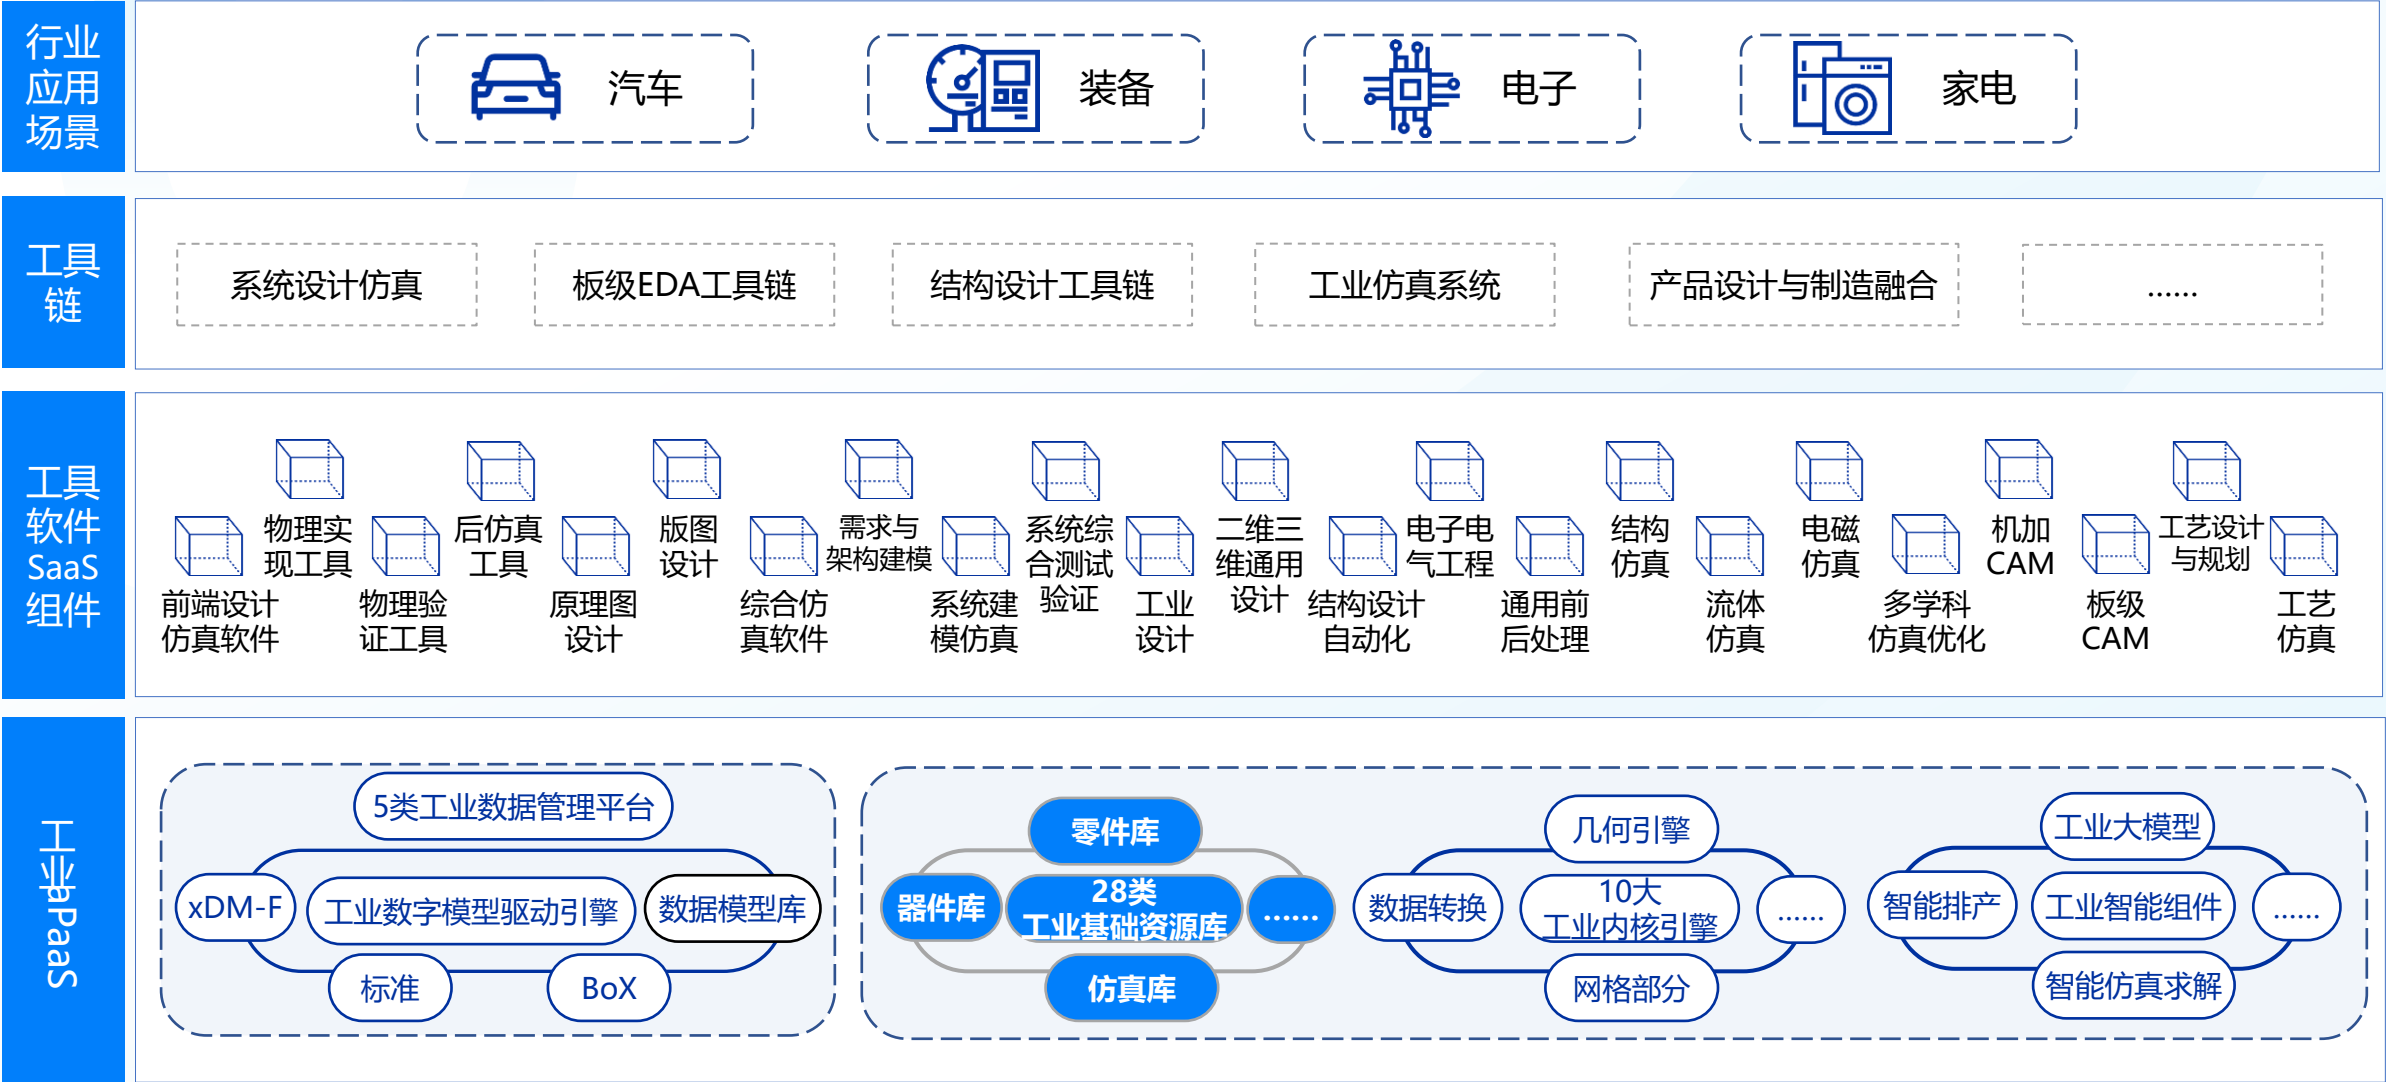 行业
应用
场景
汽车
装备
电子
家电
工具
链
系统设计仿真
板级EDA工具链
结构设计工具链
工业仿真系统
产品设计与制造融合
......
工具
软件
SaaS
组件
物理实
现工具
后仿真
工具
版图
设计
需求与
架构建模
系统综
合测试
验证
二维三
维通用
设计
电子电
气工程
结构
仿真
电磁
仿真
机加
CAM
工艺设计
与规划
前端设计
仿真软件
物理验
证工具
原理图
设计
综合仿
真软件
系统建
模仿真
工业
设计
结构设计
自动化
通用前
后处理
流体
仿真
多学科
仿真优化
板级
CAM
工艺
仿真
工业aPaaS
5类工业数据管理平台
xDM-F
工业数字模型驱动引擎
数据模型库
标准
BoX
零件库
器件库
28类
工业基础资源库
......
仿真库
几何引擎
数据转换
10大
工业内核引擎
......
网格部分
工业大模型
智能排产
工业智能组件
......
智能仿真求解